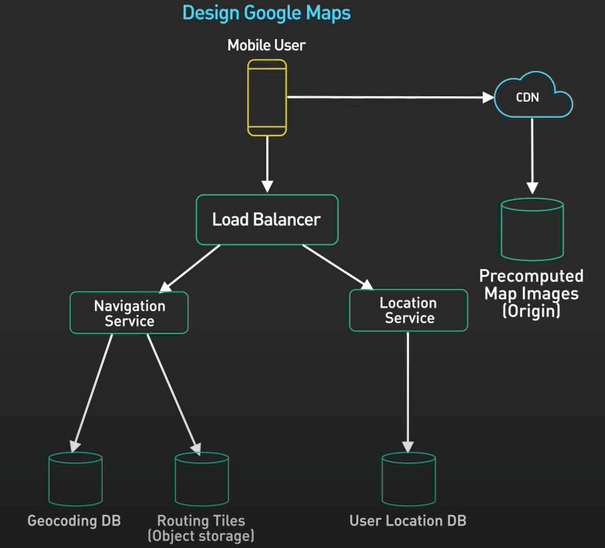 Design Google Maps
Mobile User
CDN
Load Balancer
Precomputed
Map Images
(Origin)
Navigation
Service
Location
Service
Geocoding DB
Routing Tiles
(Object storage)
User Location DB